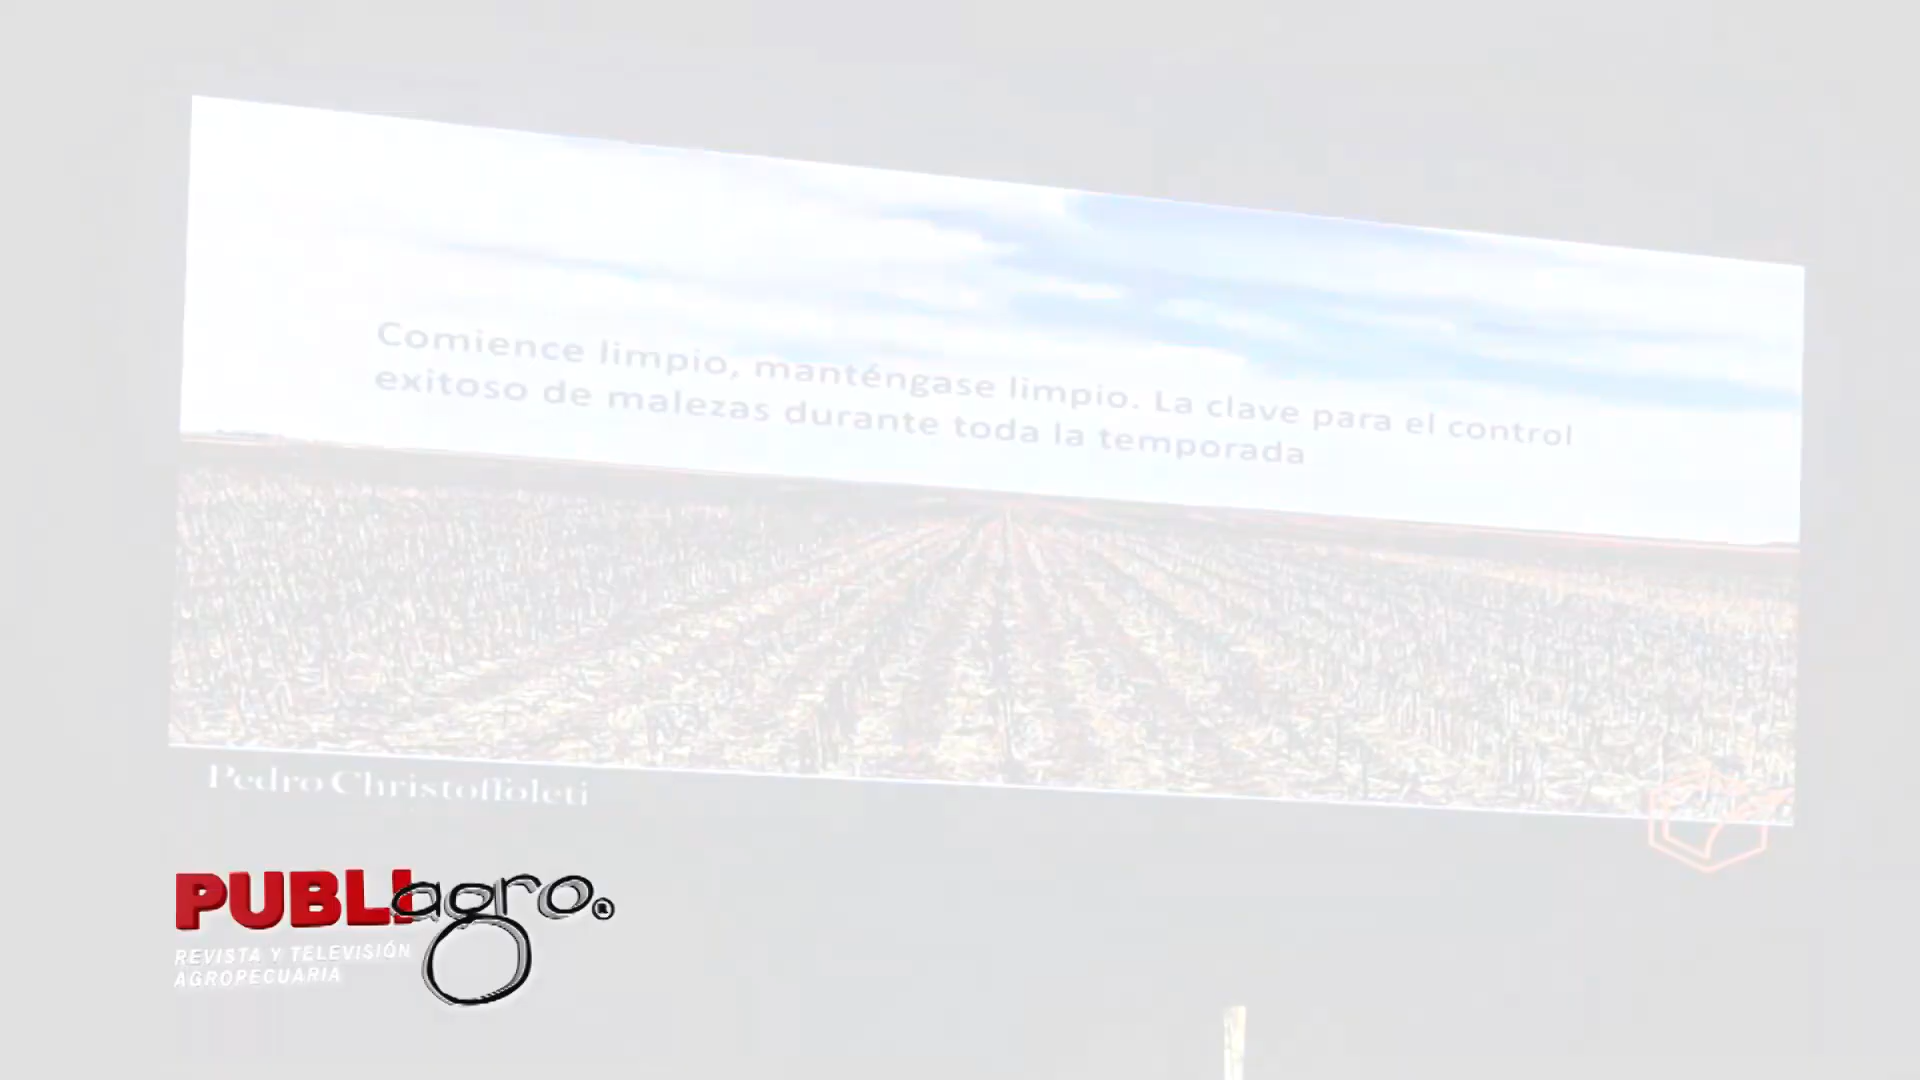 Comience limpio, manténgase limpio. La clave para el control
exitoso de malezas durante toda la temporada
Pedro Christoffoleti
PUBLIagro®
REVISTA Y TELEVISIÓN
AGROPECUARIA